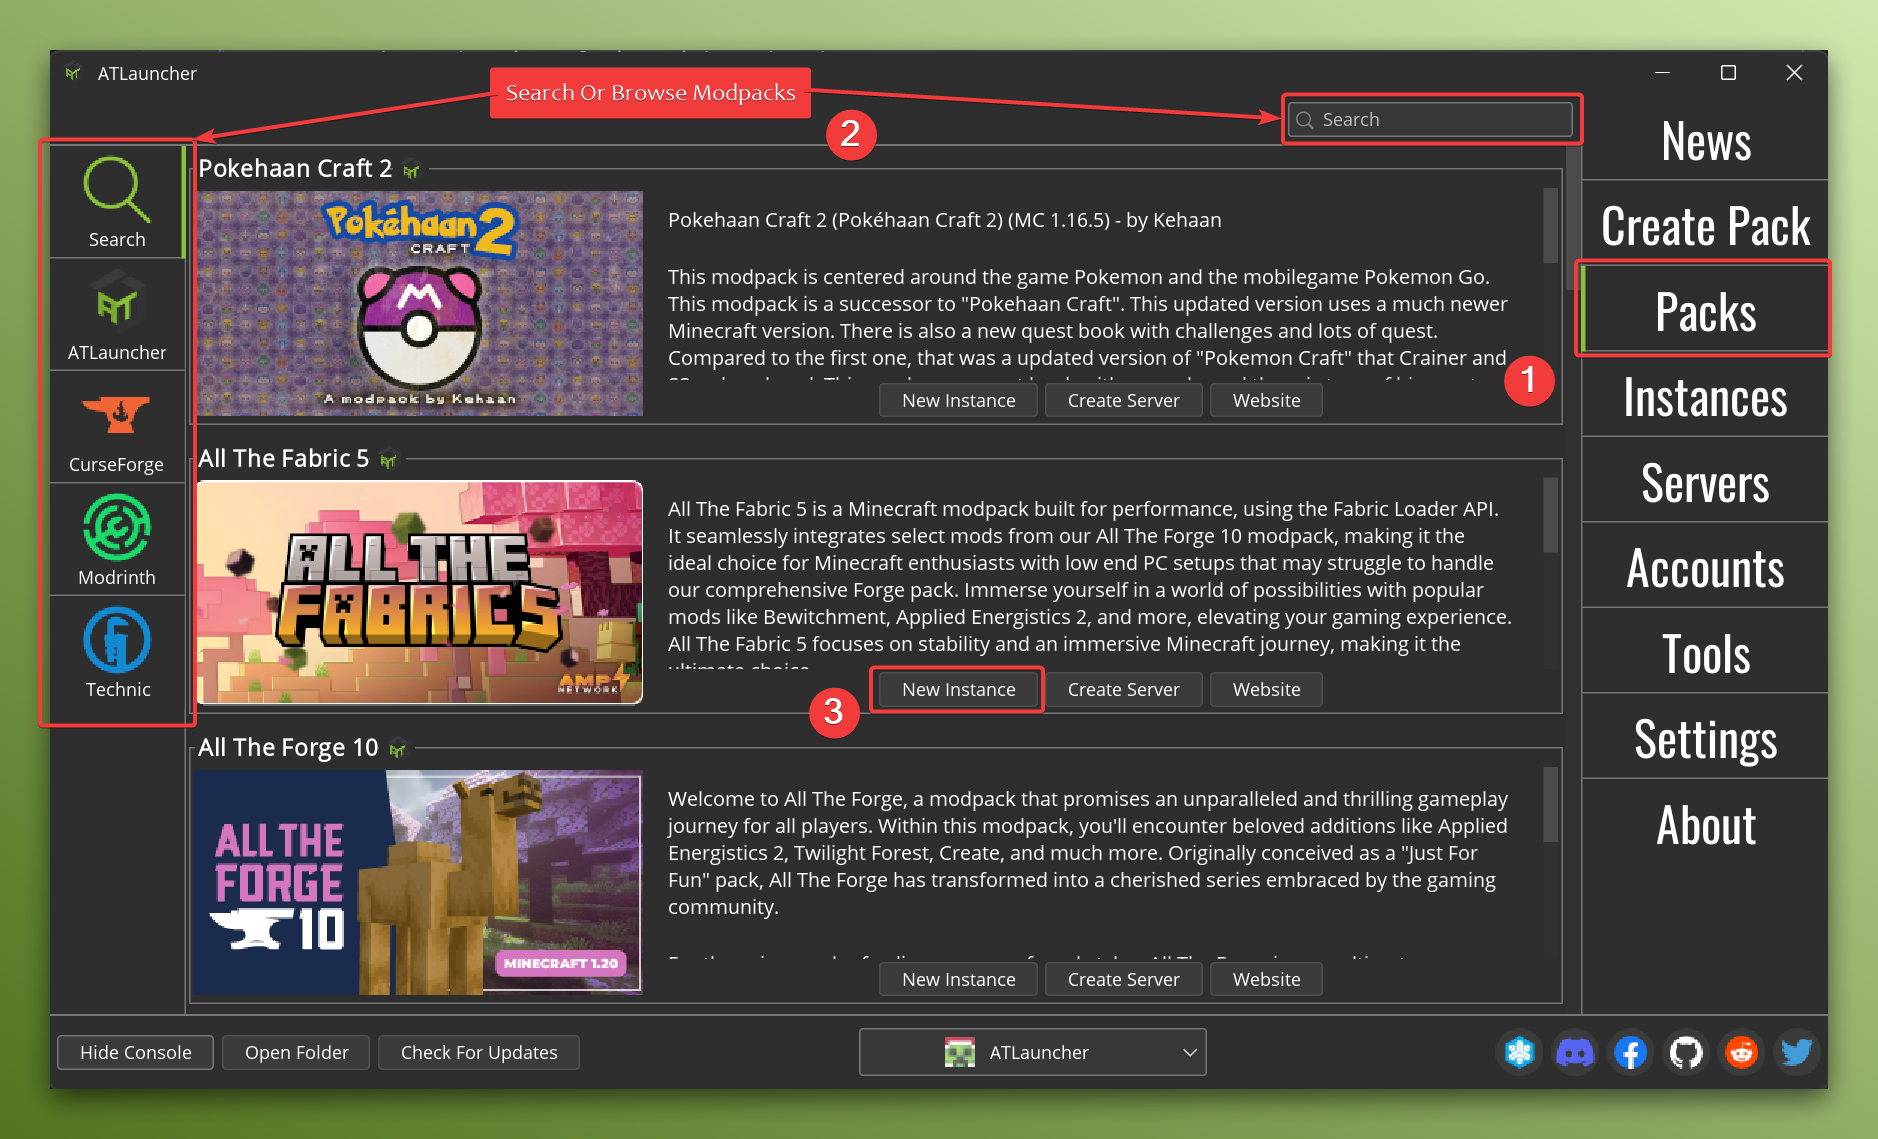 ATLauncher
Search Or Browse Modpacks
2
Search
News
Create Pack
Packs
1
Instances
Servers
Accounts
Tools
Settings
About
Search
ATLauncher
CurseForge
Modrinth
Technic
Pokehaan Craft 2
Pokéhaan 2
CRAFT
A modpack by Kehaan
Pokehaan Craft 2 (Pokéhaan Craft 2) (MC 1.16.5) - by Kehaan
This modpack is centered around the game Pokemon and the mobilegame Pokemon Go.
This modpack is a successor to "Pokehaan Craft". This updated version uses a much newer
Minecraft version. There is also a new quest book with challenges and lots of quest.
Compared to the first one, that was a updated version of "Pokemon Craft" that Crainer and
New Instance
Create Server
Website
All The Fabric 5
ALL THE
FABRICS
AMP
NETWORK
All The Fabric 5 is a Minecraft modpack built for performance, using the Fabric Loader API.
It seamlessly integrates select mods from our All The Forge 10 modpack, making it the
ideal choice for Minecraft enthusiasts with low end PC setups that may struggle to handle
our comprehensive Forge pack. Immerse yourself in a world of possibilities with popular
mods like Bewitchment, Applied Energistics 2, and more, elevating your gaming experience.
All The Fabric 5 focuses on stability and an immersive Minecraft journey, making it the
ultimate choice
3
New Instance
Create Server
Website
All The Forge 10
ALL THE
FORGE
10
MINECRAFT 1.20
Welcome to All The Forge, a modpack that promises an unparalleled and thrilling gameplay
journey for all players. Within this modpack, you'll encounter beloved additions like Applied
Energistics 2, Twilight Forest, Create, and much more. Originally conceived as a "Just For
Fun" pack, All The Forge has transformed into a cherished series embraced by the gaming
community.
New Instance
Create Server
Website
Hide Console
Open Folder
Check For Updates
ATLauncher